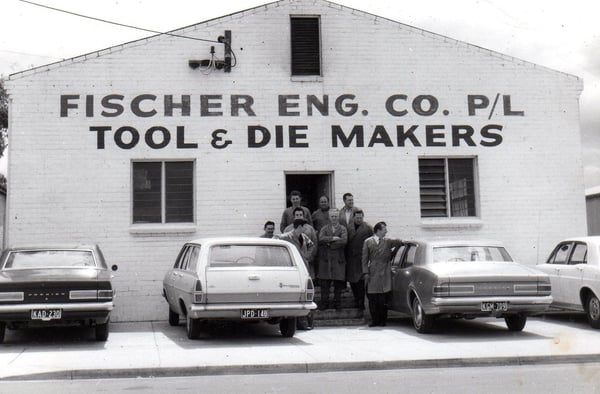 FISCHER ENG. CO. P/L
TOOL & DIE MAKERS
KAD·230
JPD·148
KGM·709